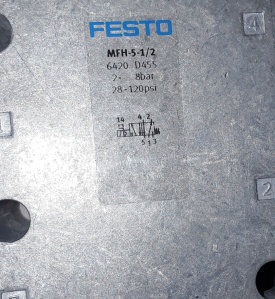 FESTO
MFH-5-1/2
6420 D455
2- 8bar
28-120psi
14 4 2
5 1 3
4
2